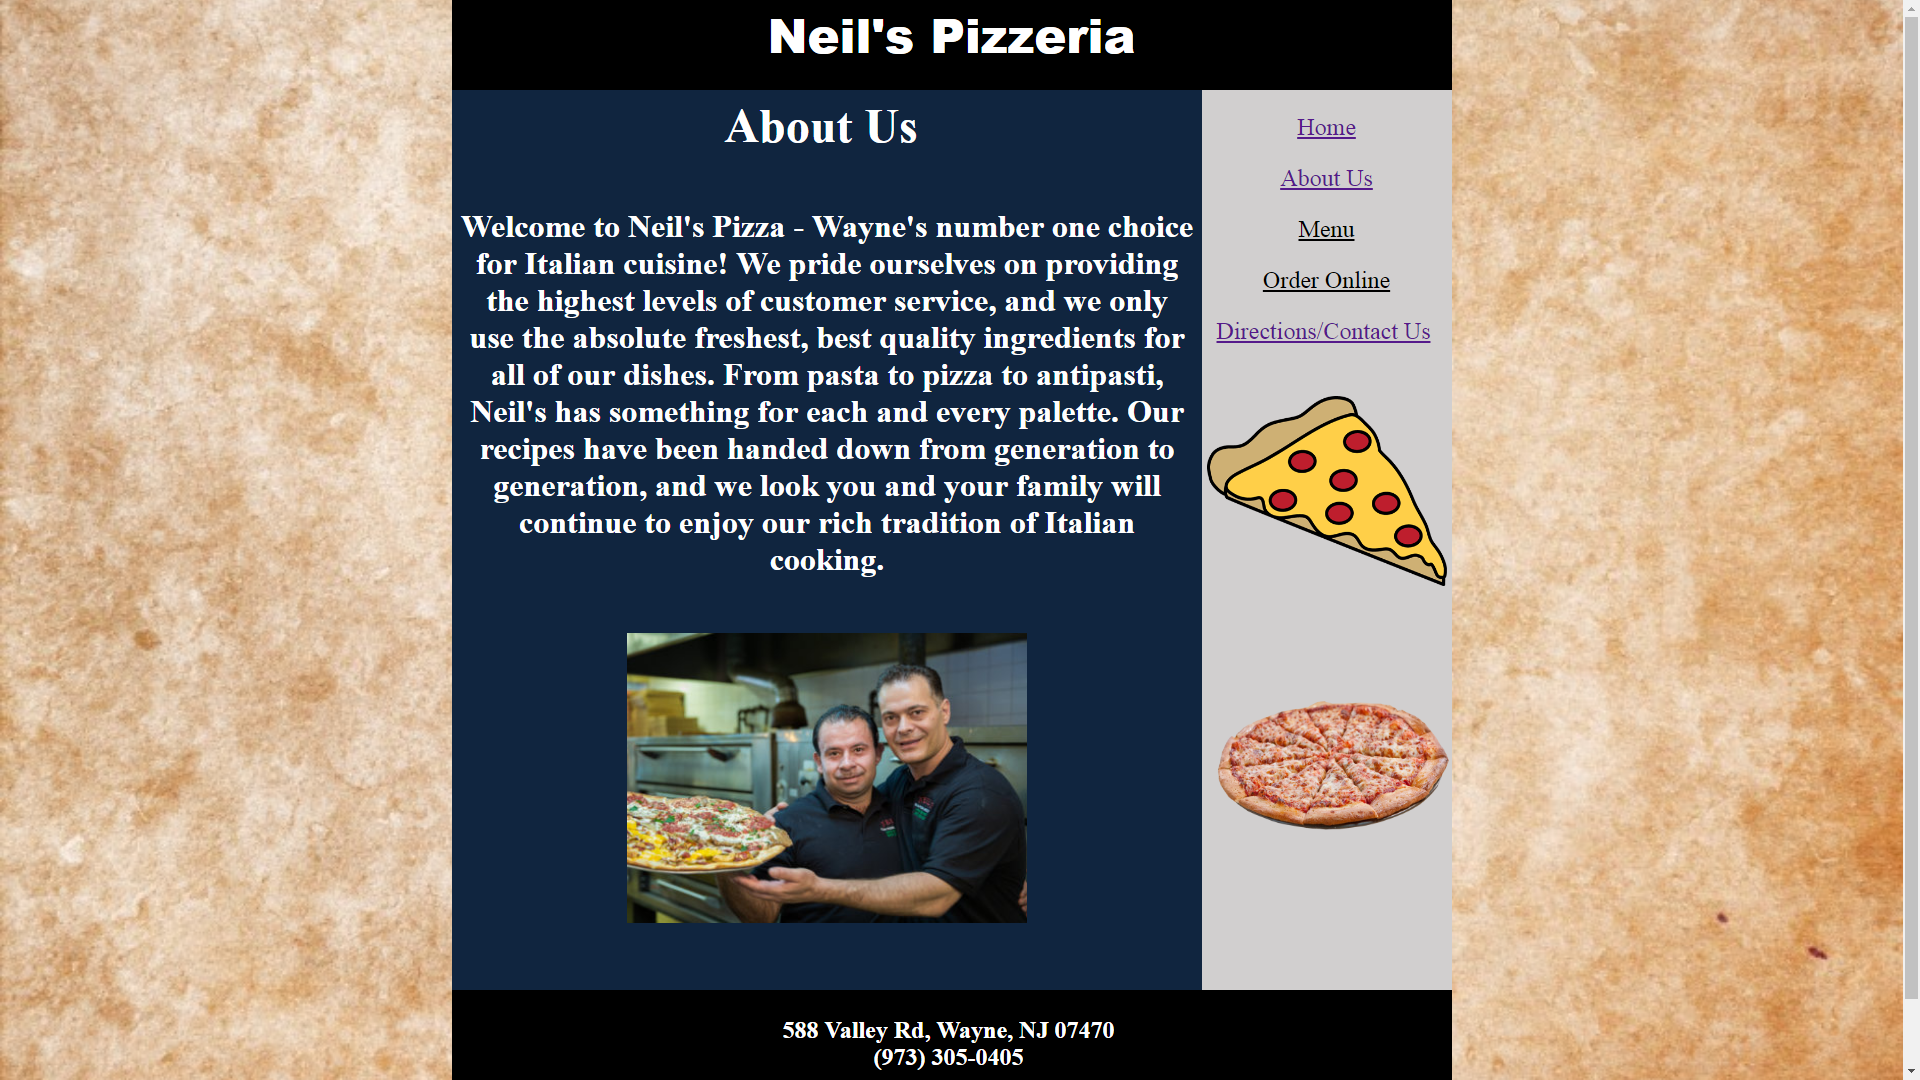 Neil's Pizzeria
About Us
Welcome to Neil's Pizza - Wayne's number one choice
for Italian cuisine! We pride ourselves on providing
the highest levels of customer service, and we only
use the absolute freshest, best quality ingredients for
all of our dishes. From pasta to pizza to antipasti,
Neil's has something for each and every palette. Our
recipes have been handed down from generation to
generation, and we look you and your family will
continue to enjoy our rich tradition of Italian
cooking.
Home
About Us
Menu
Order Online
Directions/Contact Us
588 Valley Rd, Wayne, NJ 07470
(973) 305-0405